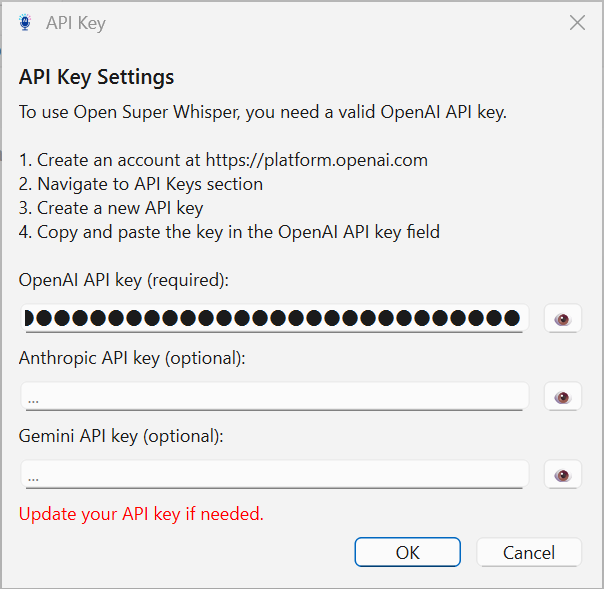 API Key
API Key Settings
To use Open Super Whisper, you need a valid OpenAI API key.
1. Create an account at https://platform.openai.com
2. Navigate to API Keys section
3. Create a new API key
4. Copy and paste the key in the OpenAI API key field
OpenAI API key (required):
Anthropic API key (optional):
...
Gemini API key (optional):
...
Update your API key if needed.
OK
Cancel